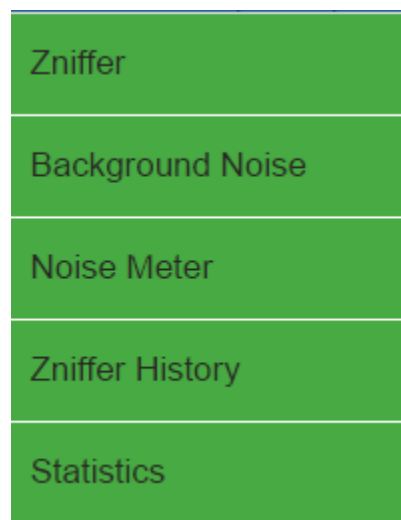 Zniffer
Background Noise
Noise Meter
Zniffer History
Statistics